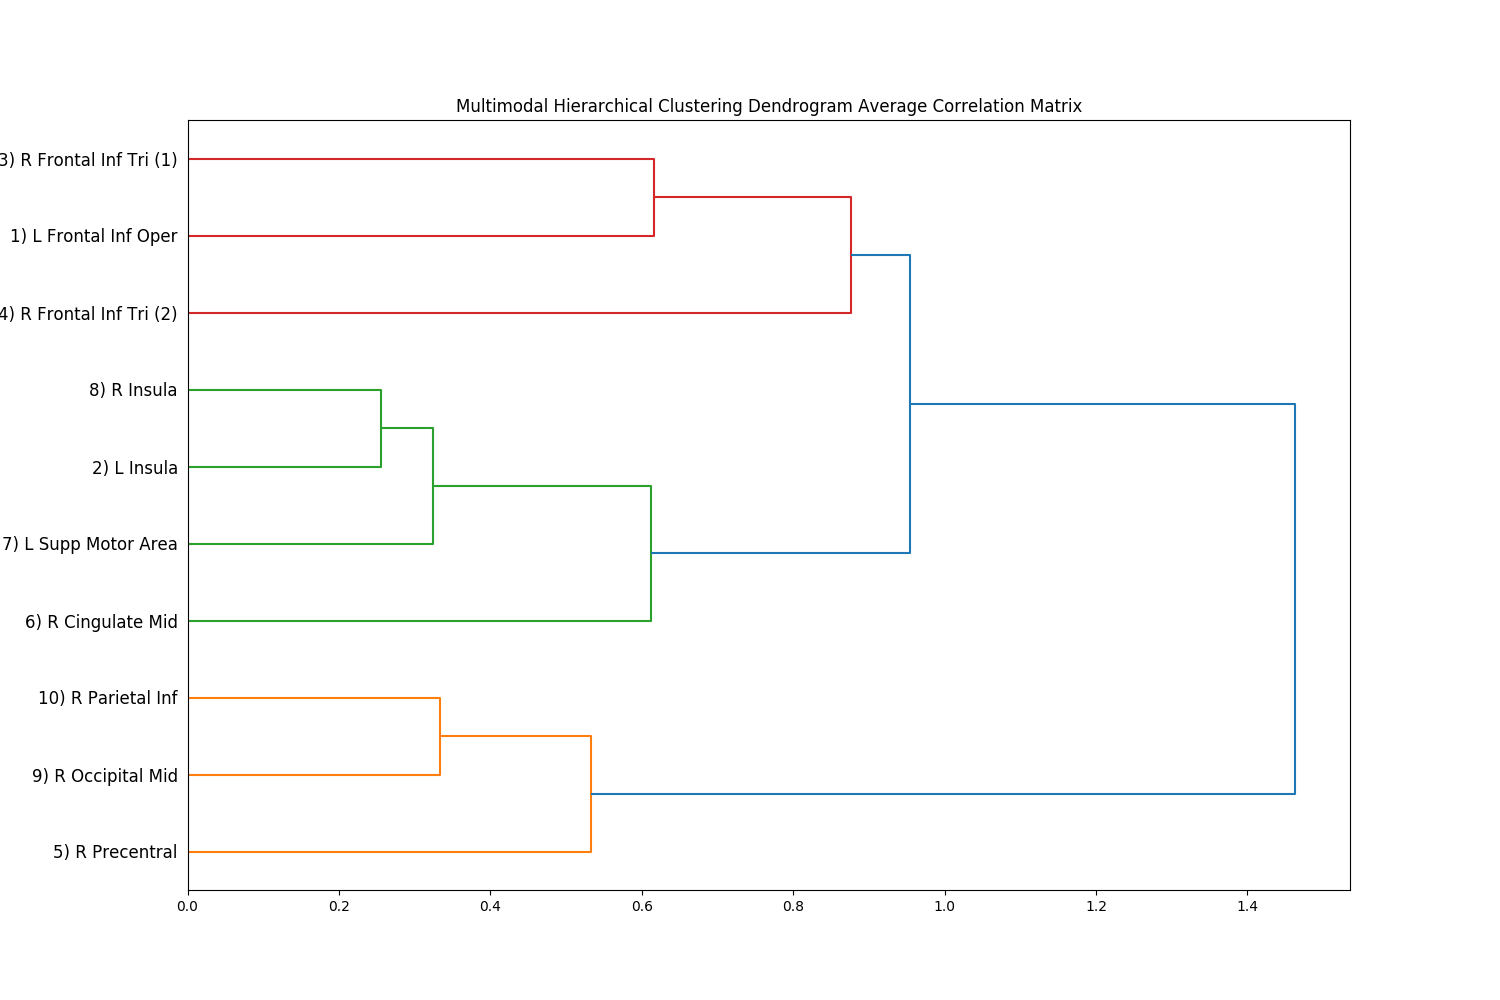 Multimodal Hierarchical Clustering Dendrogram Average Correlation Matrix
3) R Frontal Inf Tri (1)
1) L Frontal Inf Oper
4) R Frontal Inf Tri (2)
8) R Insula
2) L Insula
7) L Supp Motor Area
6) R Cingulate Mid
10) R Parietal Inf
9) R Occipital Mid
5) R Precentral
0.0 0.2 0.4 0.6 0.8 1.0 1.2 1.4